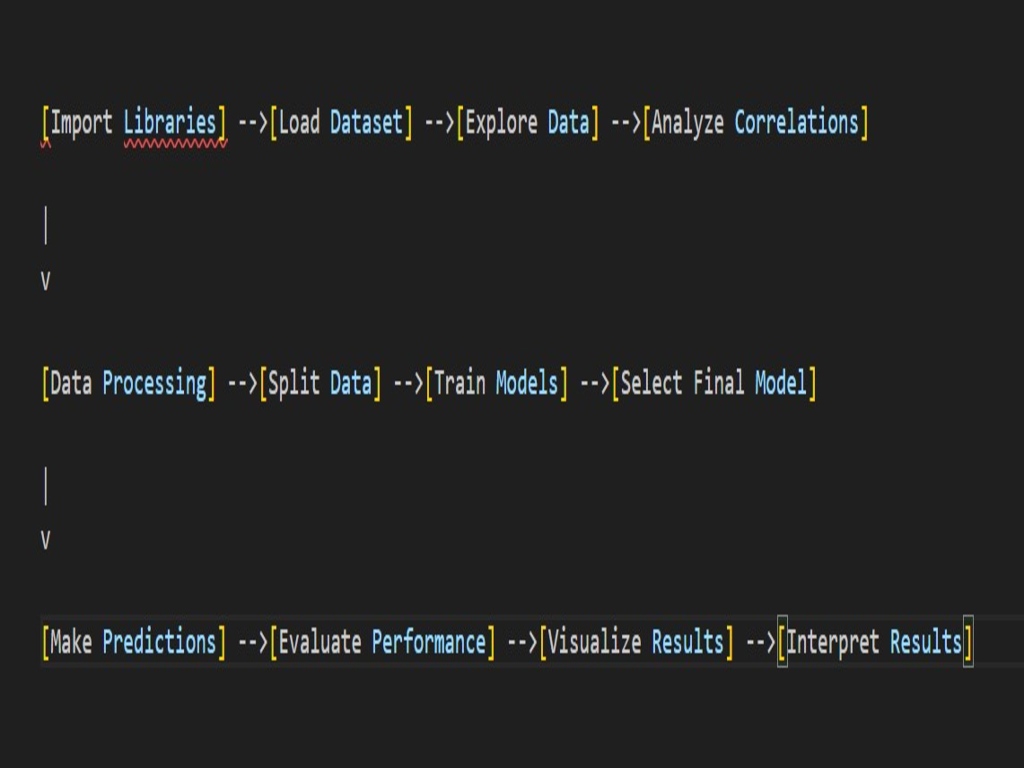 [Import Libraries] -->[Load Dataset] -->[Explore Data] -->[Analyze Correlations]
|
v
[Data Processing] -->[Split Data] -->[Train Models] -->[Select Final Model]
|
v
[Make Predictions] -->[Evaluate Performance] -->[Visualize Results] -->[Interpret Results]